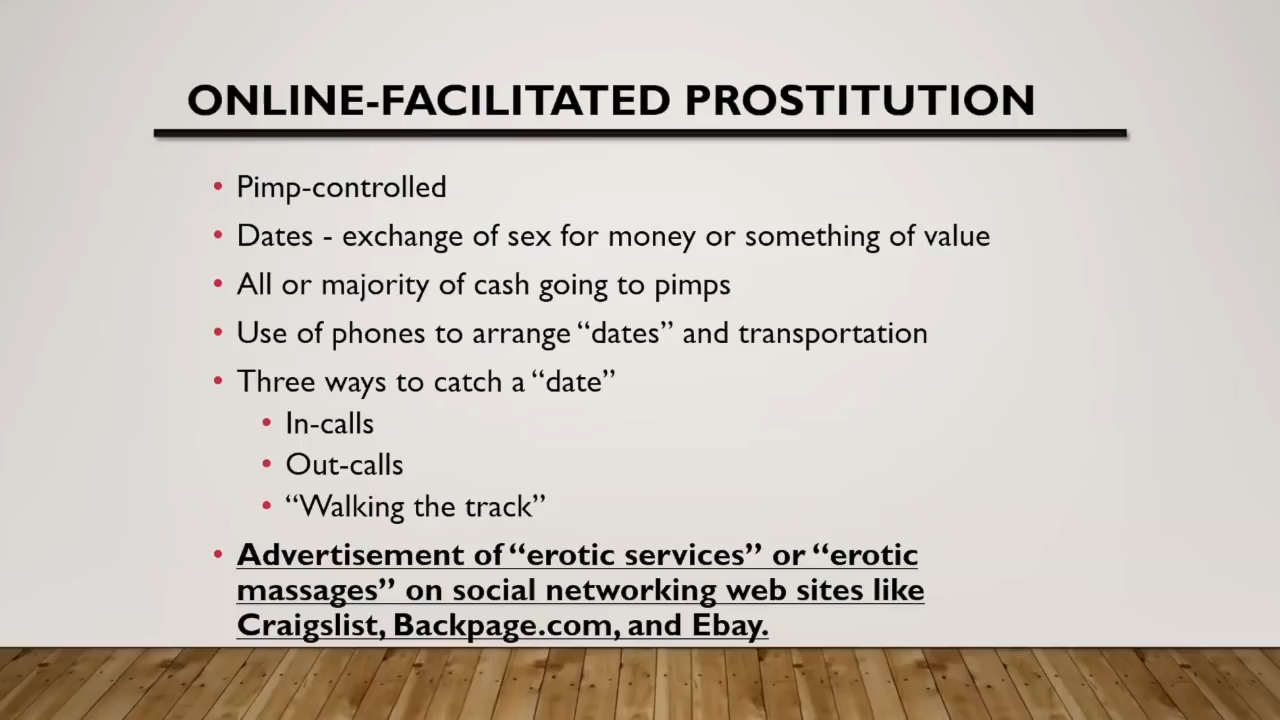 ONLINE-FACILITATED PROSTITUTION
• Pimp-controlled
• Dates - exchange of sex for money or something of value
• All or majority of cash going to pimps
• Use of phones to arrange “dates” and transportation
• Three ways to catch a “date”
• In-calls
• Out-calls
• “Walking the track”
• Advertisement of “erotic services” or “erotic
massages” on social networking web sites like
Craigslist, Backpage.com, and Ebay.